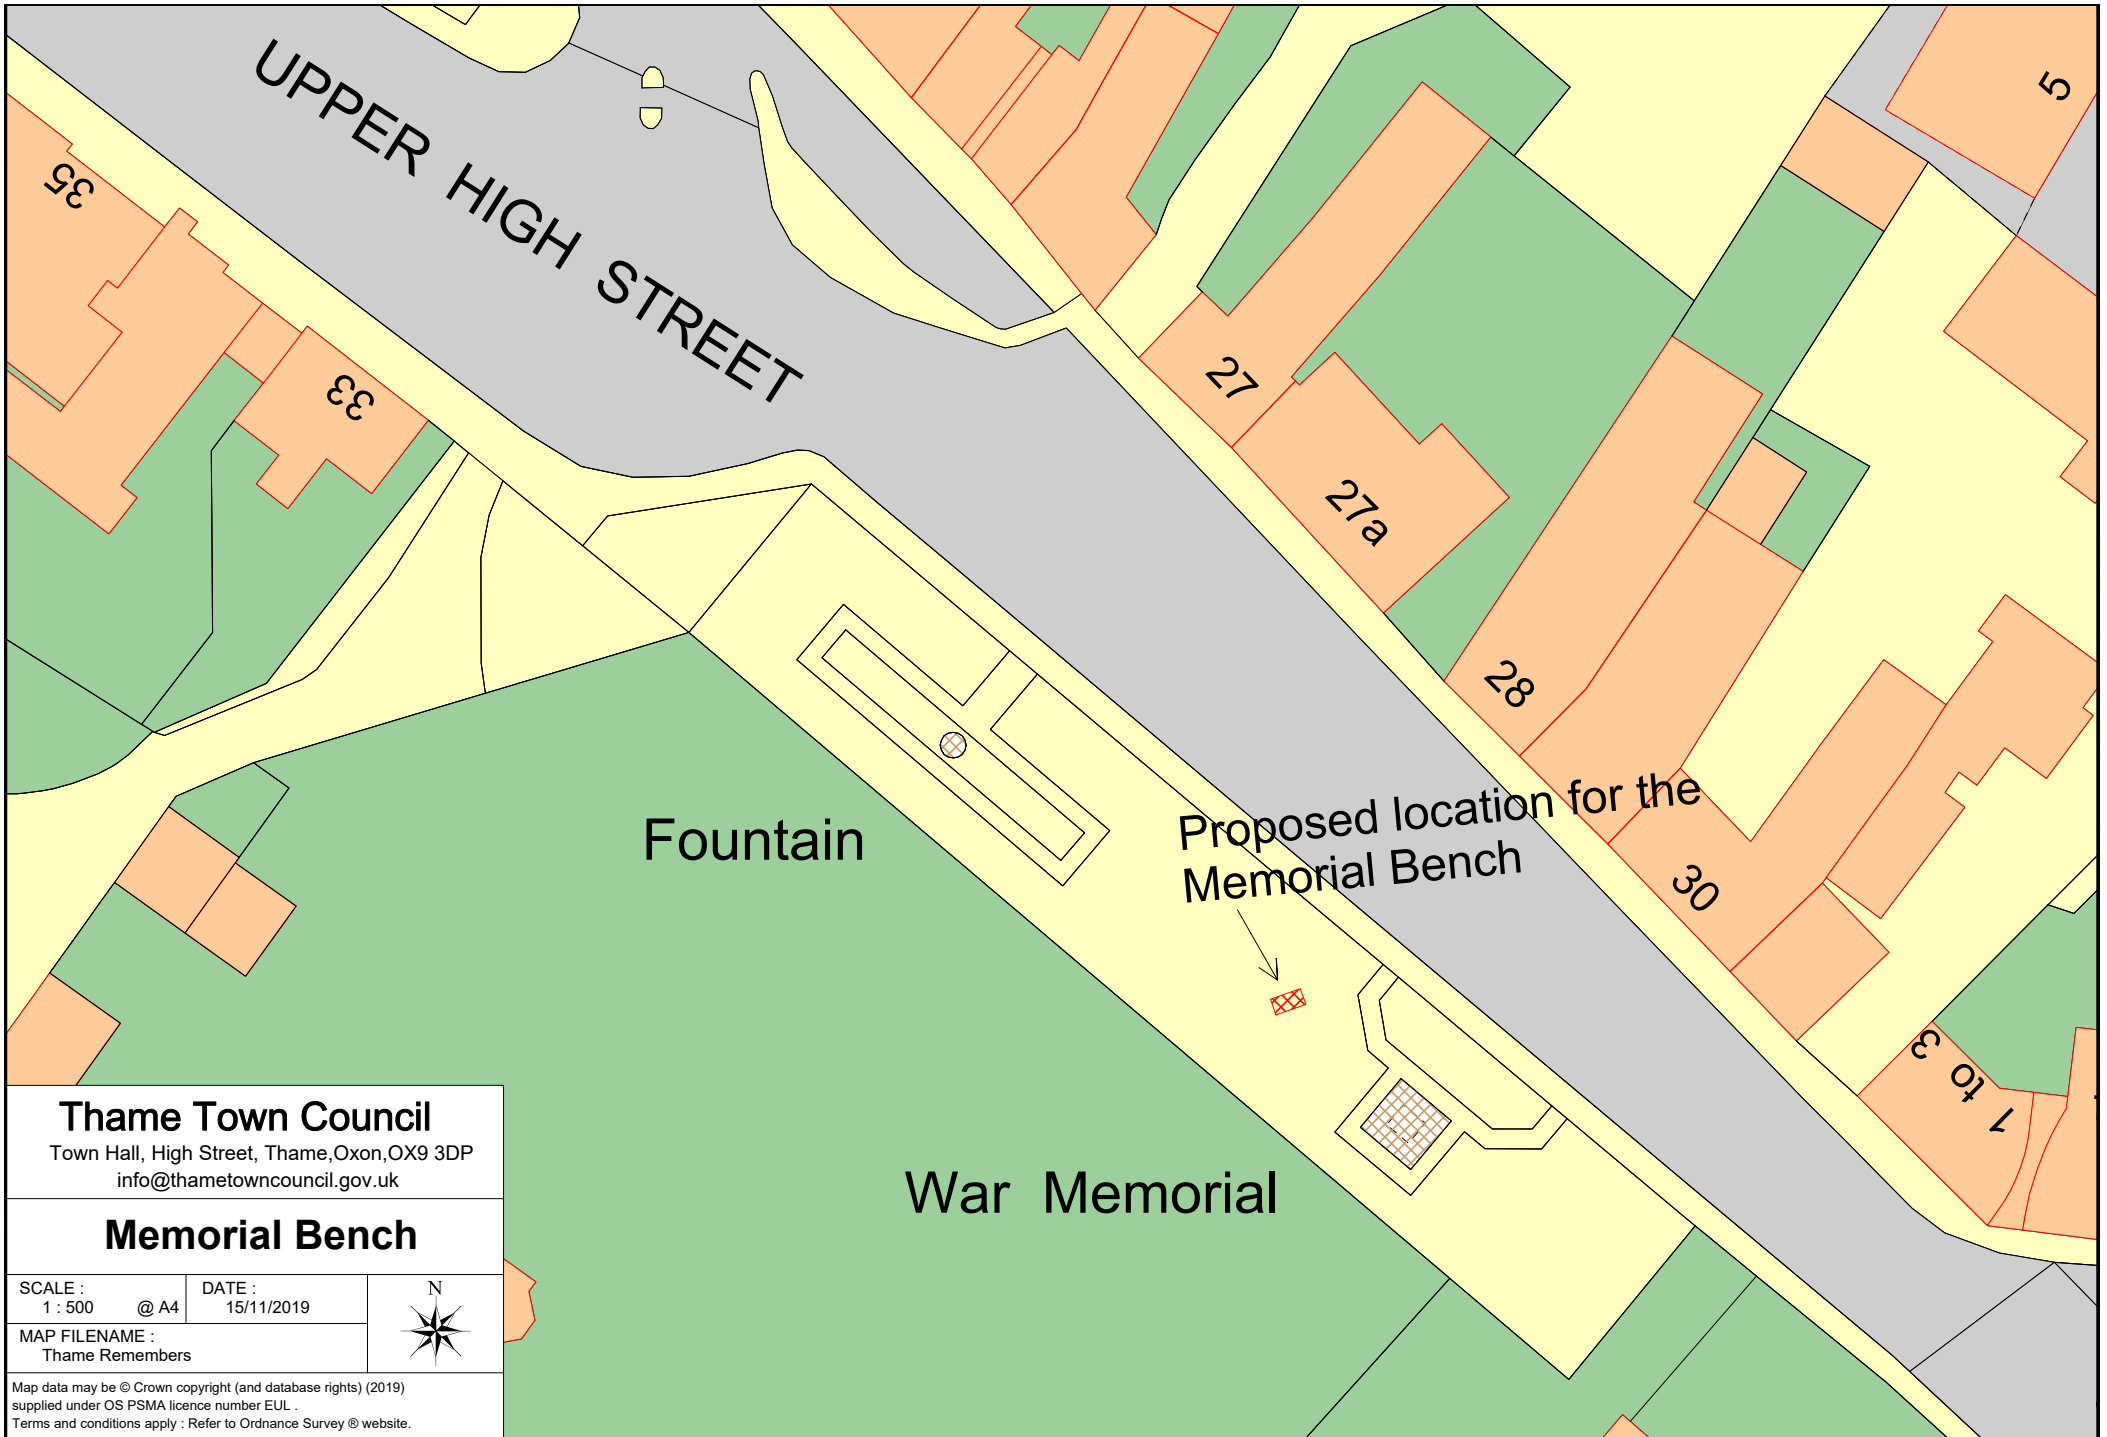 UPPER HIGH STREET
5
35
33
27
27a
28
30
1 to 3
Fountain
Proposed location for the
Memorial Bench
War Memorial
Thame Town Council
Town Hall, High Street, Thame,Oxon,OX9 3DP
info@thametowncouncil.gov.uk
Memorial Bench
SCALE :
1 : 500 @ A4
DATE :
15/11/2019
N
MAP FILENAME :
Thame Remembers
Map data may be © Crown copyright (and database rights) (2019)
supplied under OS PSMA licence number EUL .
Terms and conditions apply : Refer to Ordnance Survey ® website.